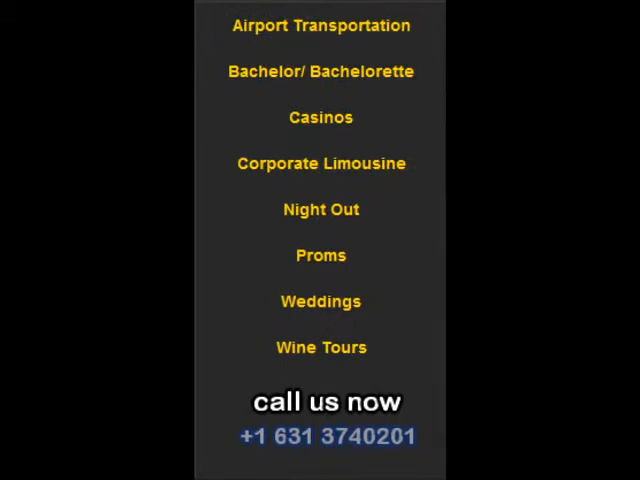 Airport Transportation
Bachelor/ Bachelorette
Casinos
Corporate Limousine
Night Out
Proms
Weddings
Wine Tours
call us now
+1 631 3740201